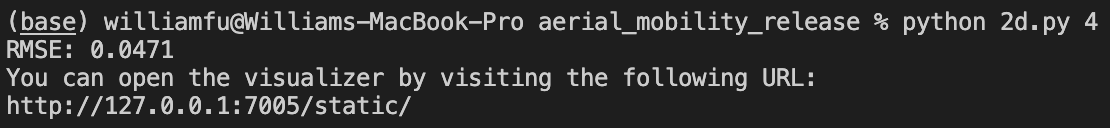 (base) williamfu@Williams-MacBook-Pro aerial_mobility_release % python 2d.py 4
RMSE: 0.0471
You can open the visualizer by visiting the following URL:
http://127.0.0.1:7005/static/